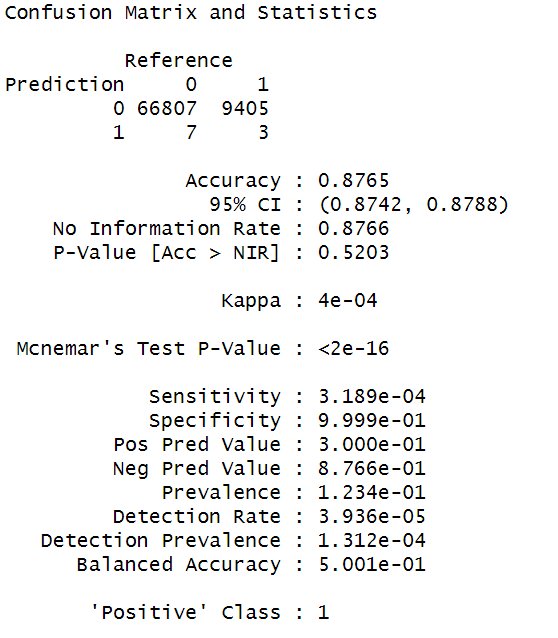 Confusion Matrix and Statistics
Reference
Prediction 0 1
0 66807 9405
1 7 3
Accuracy : 0.8765
95% CI : (0.8742, 0.8788)
No Information Rate : 0.8766
P-Value [Acc > NIR] : 0.5203
Kappa : 4e-04
Mcnemar's Test P-Value : <2e-16
Sensitivity : 3.189e-04
Specificity : 9.999e-01
Pos Pred Value : 3.000e-01
Neg Pred Value : 8.766e-01
Prevalence : 1.234e-01
Detection Rate : 3.936e-05
Detection Prevalence : 1.312e-04
Balanced Accuracy : 5.001e-01
'Positive' Class : 1